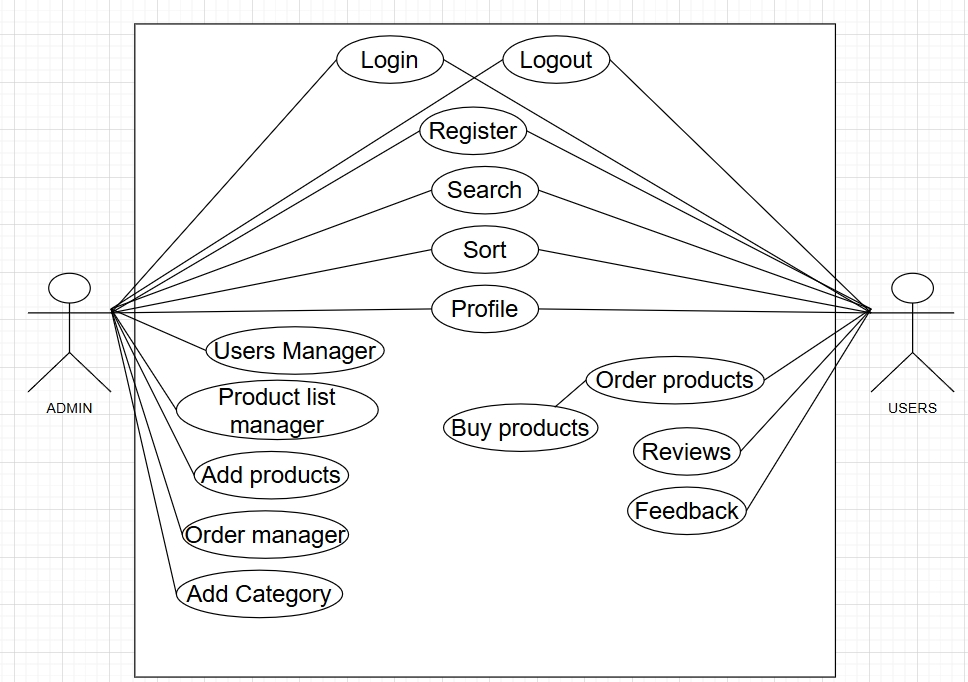 Login
Logout
Register
Search
Sort
Profile
Users Manager
Product list
manager
Add products
Order manager
Add Category
Order products
Buy products
Reviews
Feedback
ADMIN
USERS